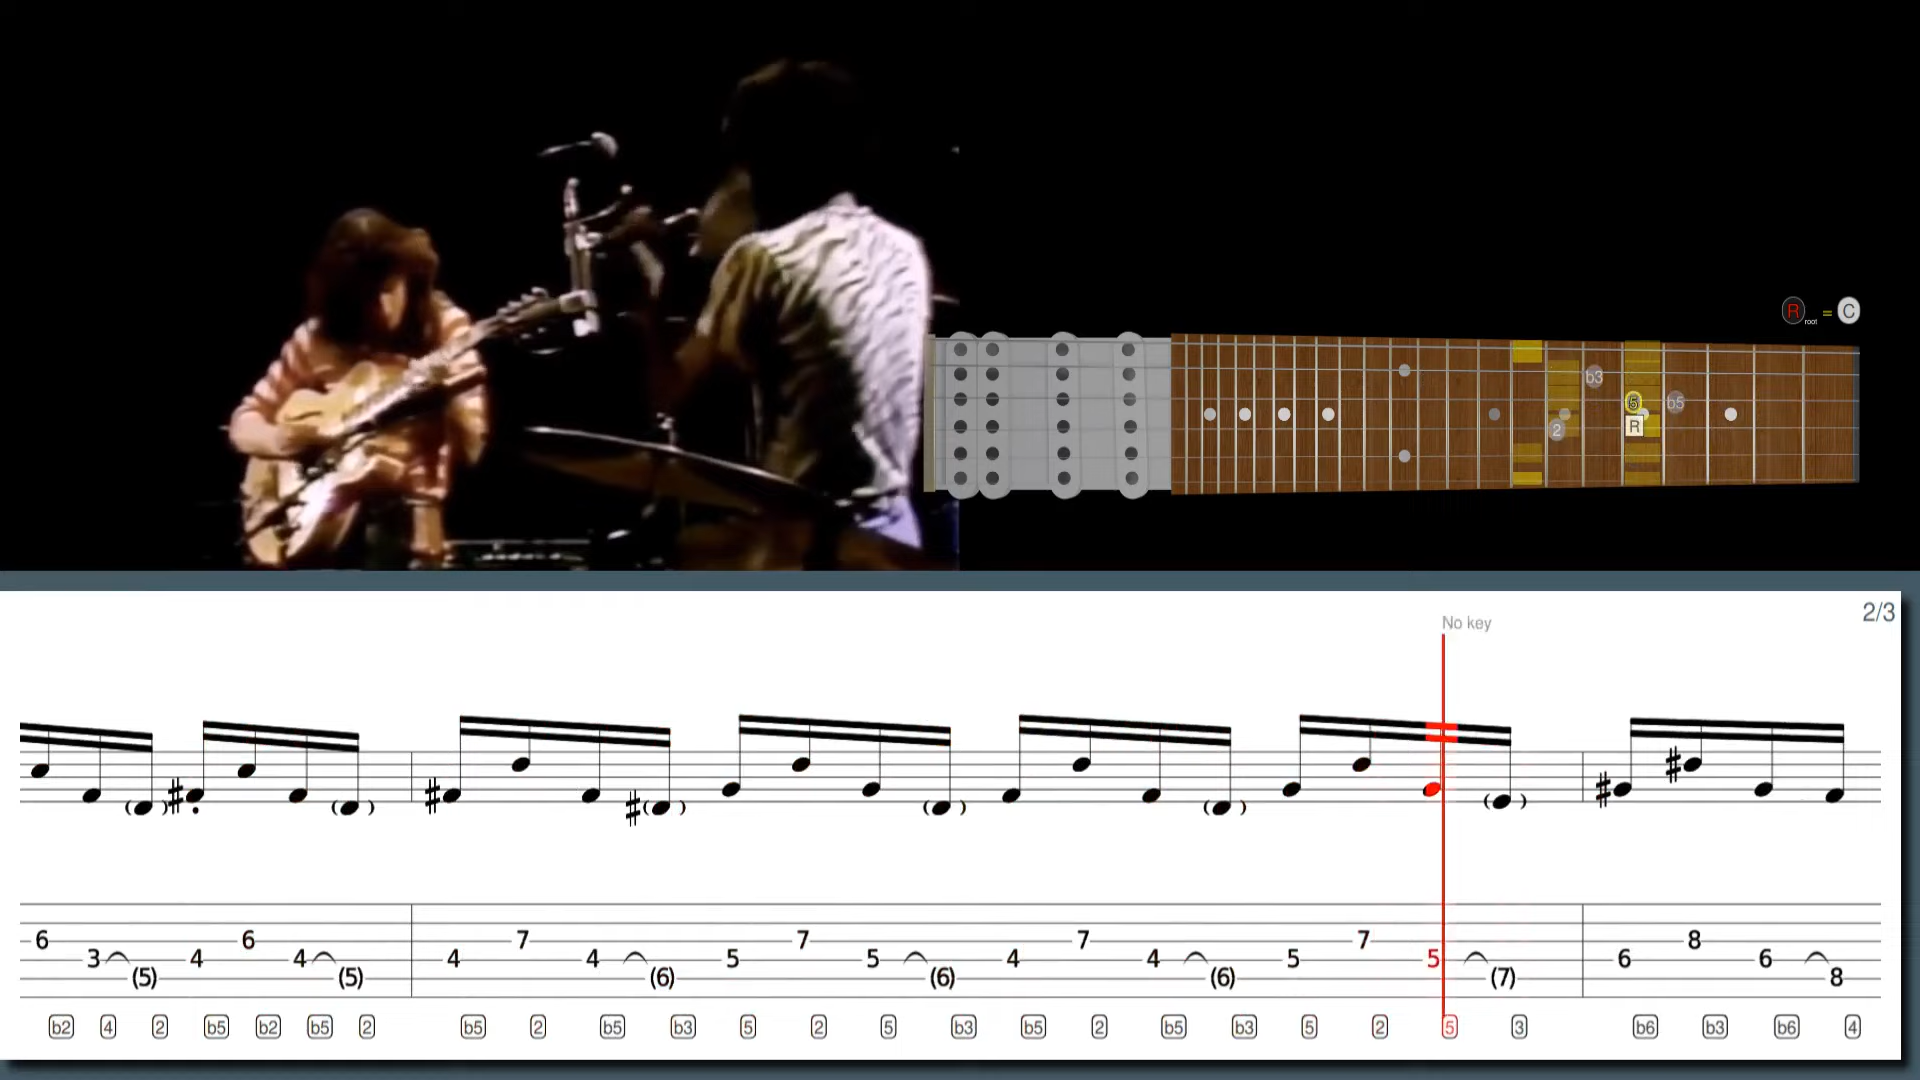 R root = C
b3
5 b5
R
2
2/3
No key
6 6 7 7 7 7 8
3 4 4 4 4 5 5 4 4 5 5 6 6
(5) (5) (6) (6) (6) (7) 8
b2 4 2 b5 b2 b5 2 b5 2 b5 b3 5 2 5 b3 b5 2 b5 b3 5 2 5 3 b6 b3 b6 4